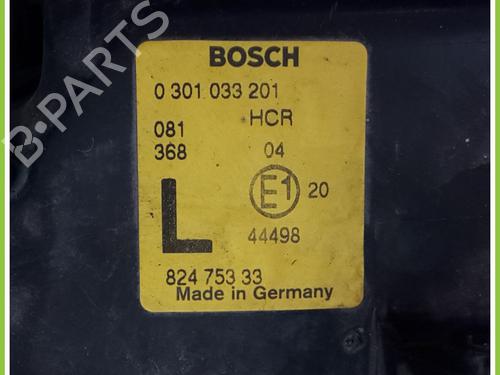 BOSCH
0 301 033 201
081 HCR
368 04
E1 20
L
44498
824 753 33
Made in Germany
B-PARTS